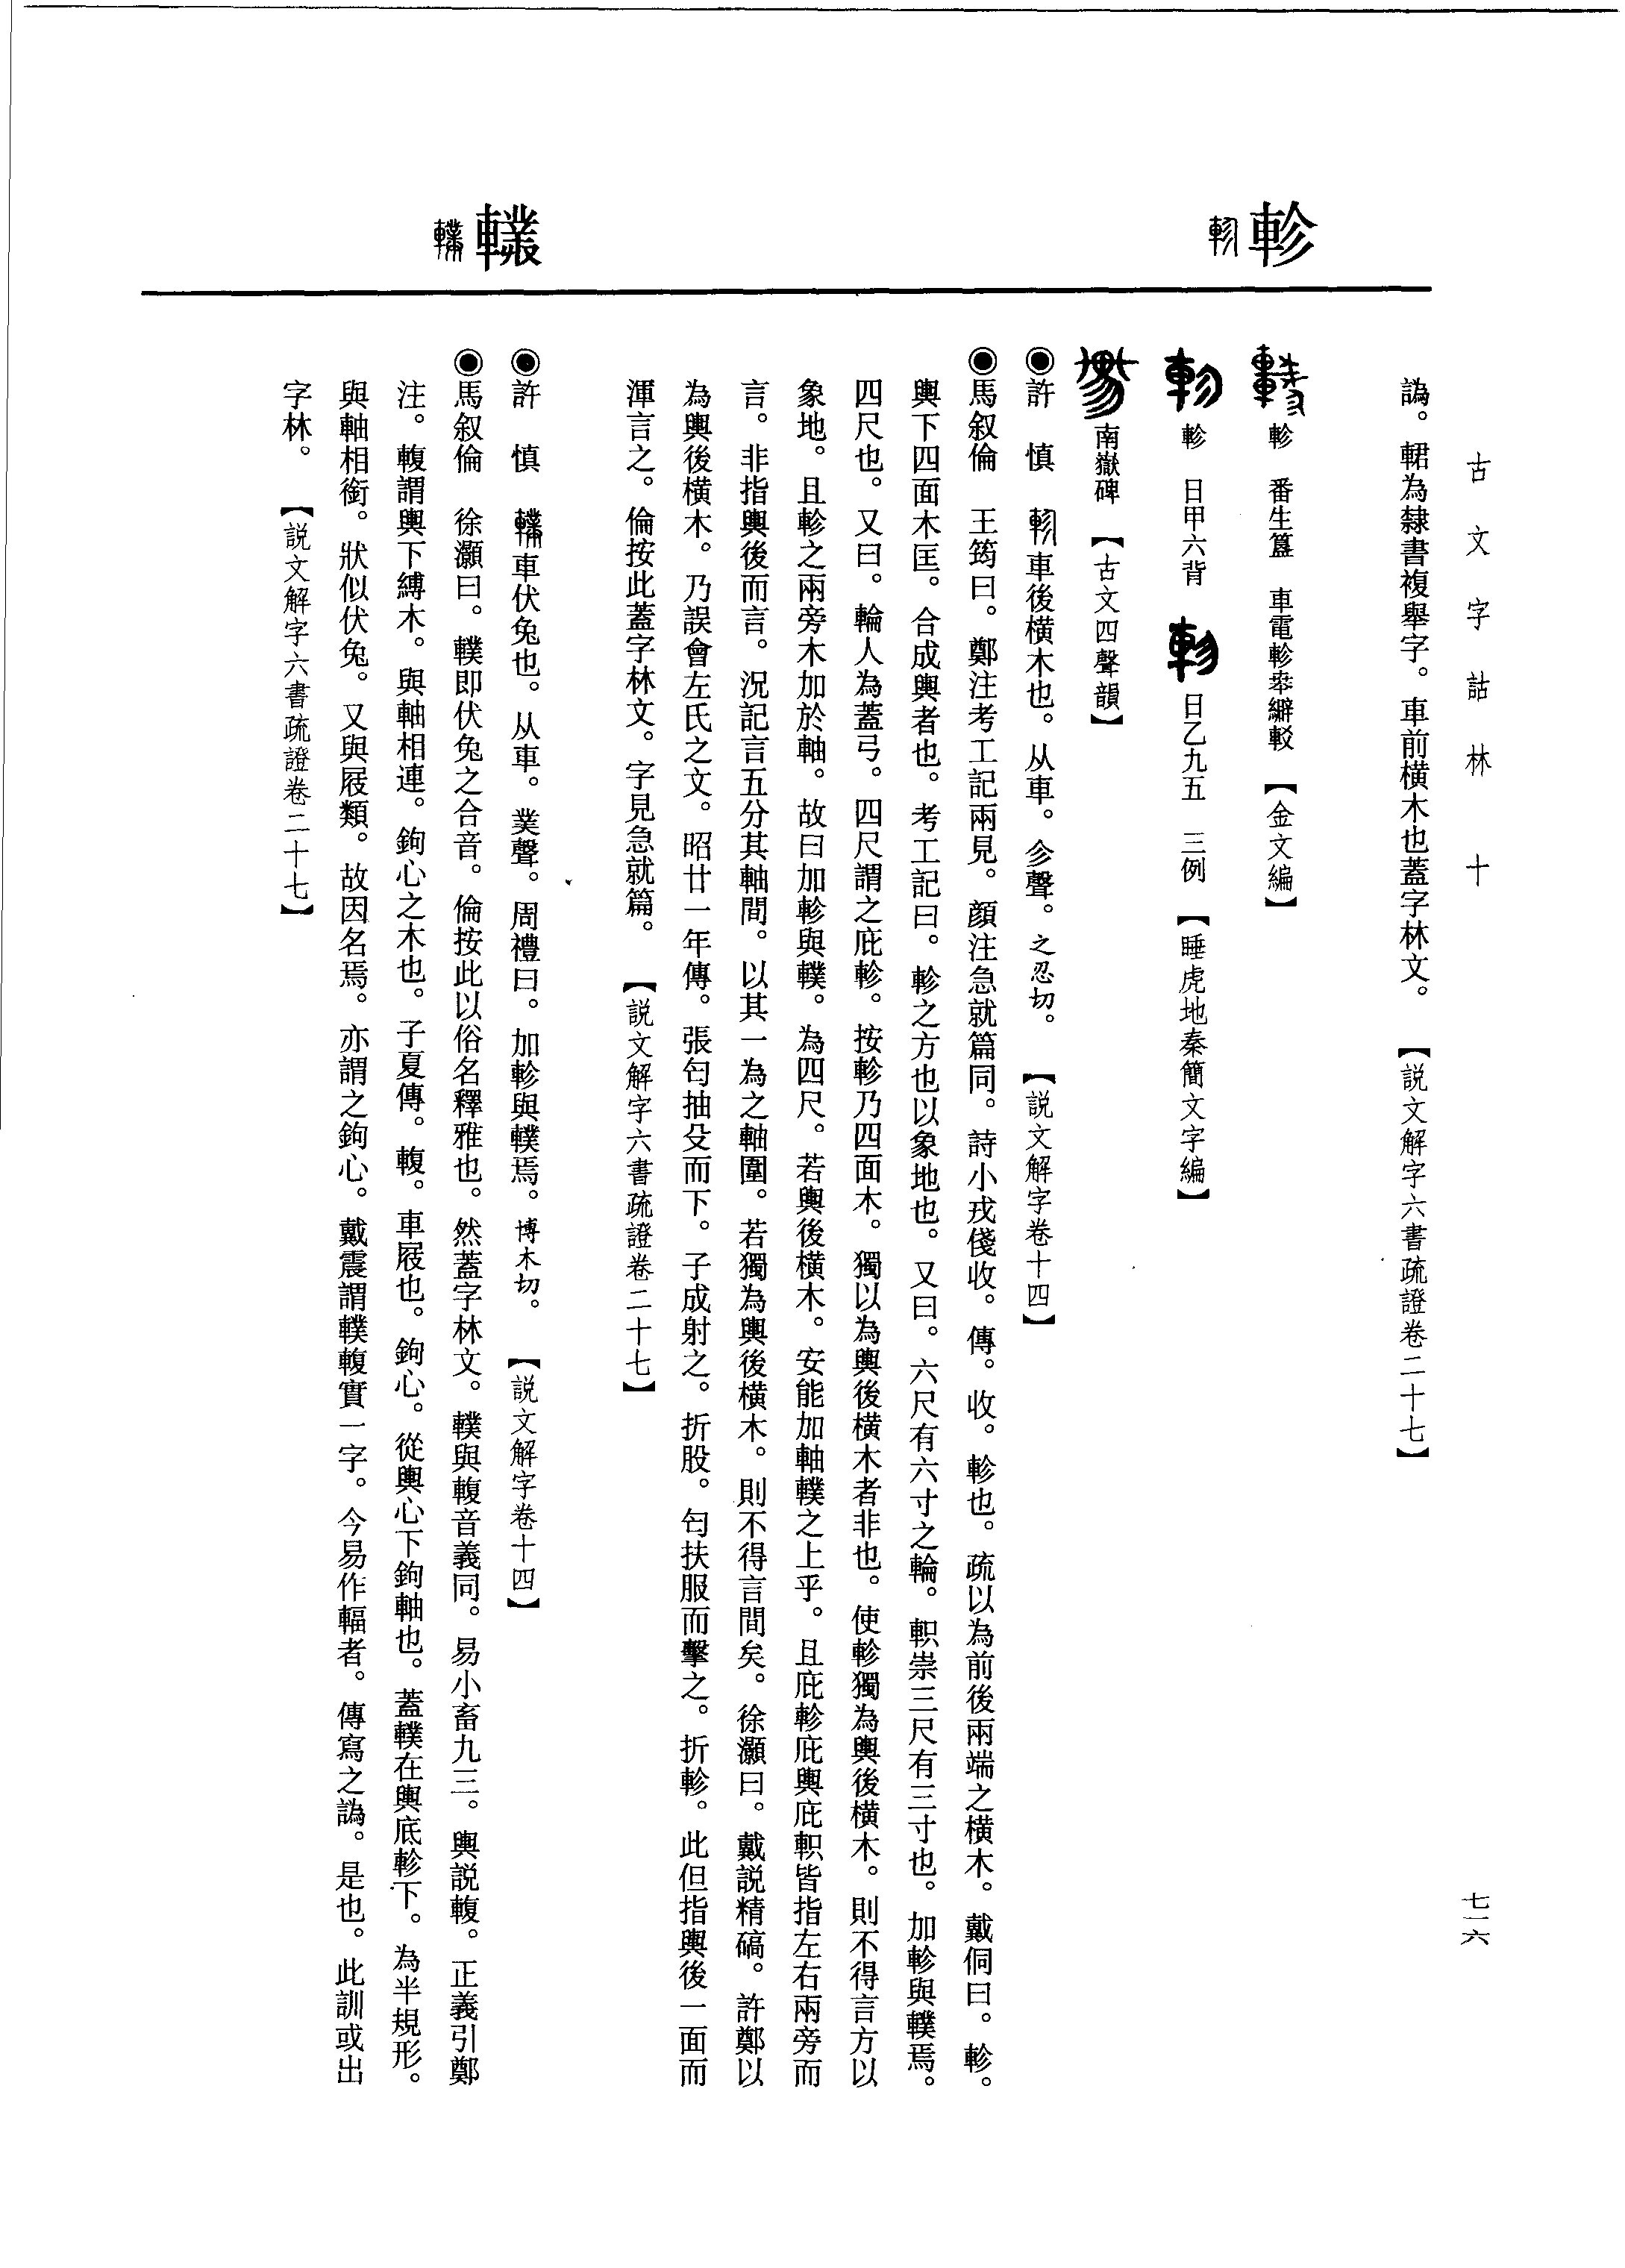 古文字詁林 十
七一六
譌。輑為隸書複舉字。車前橫木也蓋字林文。 【説文解字六書疏證卷二十七】
軫
軫 番生簋 車電軫𠦪縪較 【金文編】
軫 日甲六背 日乙九五 三例 【睡虎地秦簡文字編】
南嶽碑 【古文四聲韻】
◉許 慎 車後橫木也。从車。㐱聲。之忍切。 【説文解字卷十四】
◉馬叙倫 王筠曰。鄭注考工記兩見。顔注急就篇同。詩小戎俴收。傳。收。軫也。疏以為前後兩端之橫木。戴侗曰。軫。
輿下四面木匡。合成輿者也。考工記曰。軫之方也以象地也。又曰。六尺有六寸之輪。軹崇三尺有三寸也。加軫與轐焉。
四尺也。又曰。輪人為蓋弓。四尺謂之庇軫。按軫乃四面木。獨以為輿後橫木者非也。使軫獨為輿後橫木。則不得言方以
象地。且軫之兩旁木加於軸。故曰加軫與轐。為四尺。若輿後橫木。安能加軸轐之上乎。且庇軫庇輿庇軹皆指左右兩旁而
言。非指輿後而言。況記言五分其軸間。以其一為之軸圍。若獨為輿後橫木。則不得言間矣。徐灝曰。戴説精碻。許鄭以
為輿後橫木。乃誤會左氏之文。昭廿一年傳。張匄抽殳而下。子成射之。折股。匄扶服而擊之。折軫。此但指輿後一面而
渾言之。倫按此蓋字林文。字見急就篇。 【説文解字六書疏證卷二十七】
轐
◉許 慎 車伏兔也。从車。菐聲。周禮曰。加軫與轐焉。博木切。 【説文解字卷十四】
◉馬叙倫 徐灝曰。轐即伏兔之合音。倫按此以俗名釋雅也。然蓋字林文。轐與輹音義同。易小畜九三。輿説輹。正義引鄭
注。輹謂輿下縛木。與軸相連。鉤心之木也。子夏傳。輹。車屐也。鉤心。從輿心下鉤軸也。蓋轐在輿底軫下。為半規形。
與軸相銜。狀似伏兔。又與屐類。故因名焉。亦謂之鉤心。戴震謂轐輹實一字。今易作輻者。傳寫之譌。是也。此訓或出
字林。 【説文解字六書疏證卷二十七】